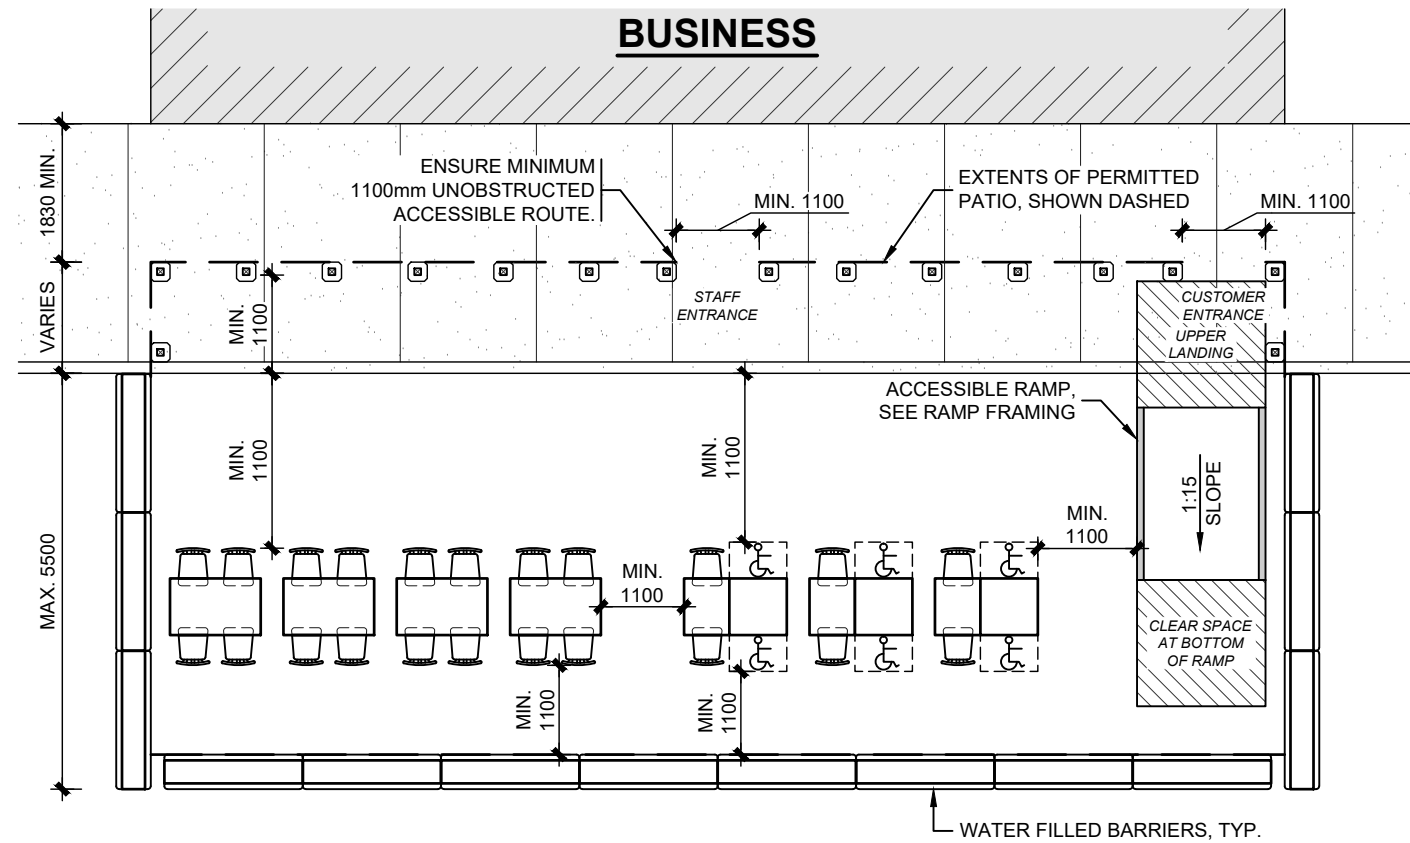 BUSINESS
1830 MIN.
ENSURE MINIMUM
1100mm UNOBSTRUCTED
ACCESSIBLE ROUTE.
MIN. 1100
EXTENTS OF PERMITTED
PATIO, SHOWN DASHED
MIN. 1100
VARIES
MIN.
1100
STAFF
ENTRANCE
CUSTOMER
ENTRANCE
UPPER
LANDING
ACCESSIBLE RAMP,
SEE RAMP FRAMING
MIN.
1100
MIN.
1100
1:15
SLOPE
MAX. 5500
MIN.
1100
MIN.
1100
CLEAR SPACE
AT BOTTOM
OF RAMP
MIN.
1100
MIN.
1100
WATER FILLED BARRIERS, TYP.